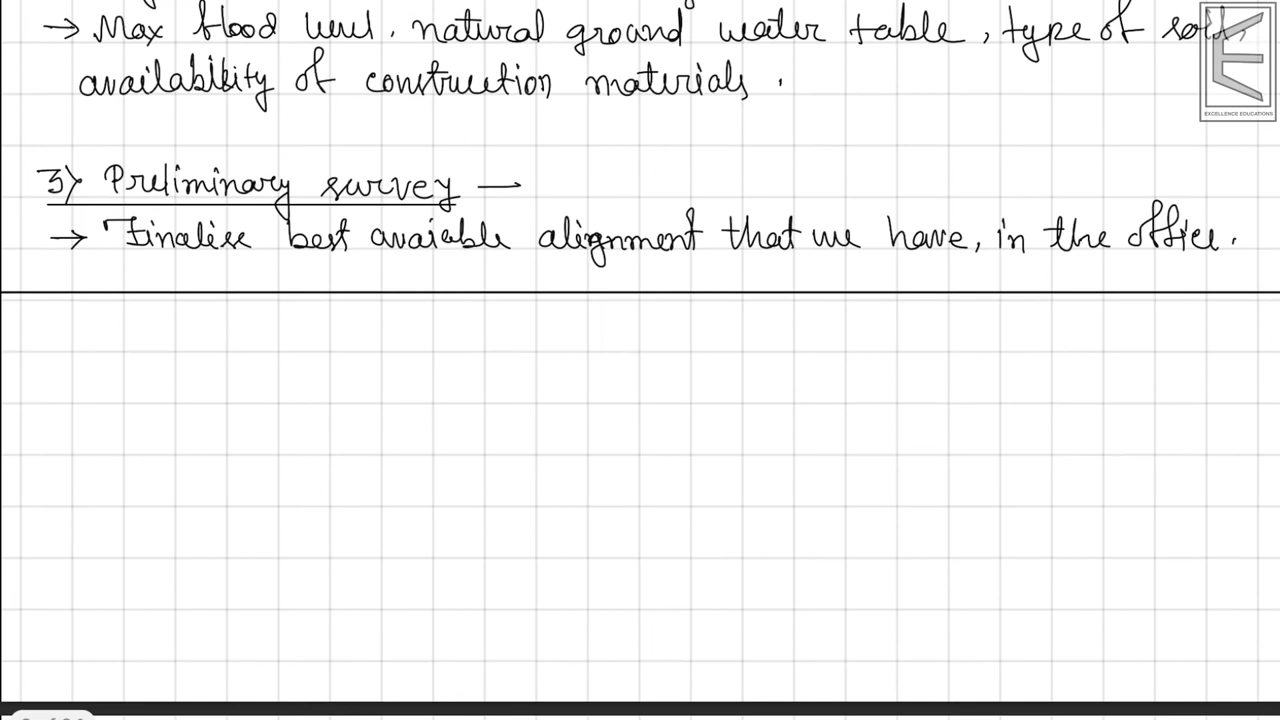 → Max flood level, natural ground water table, type of soil,
availability of construction materials.
EXCELLENCE EDUCATIONS
3) Preliminary survey —
→ Finalise best avaiable alignment that we have, in the office.